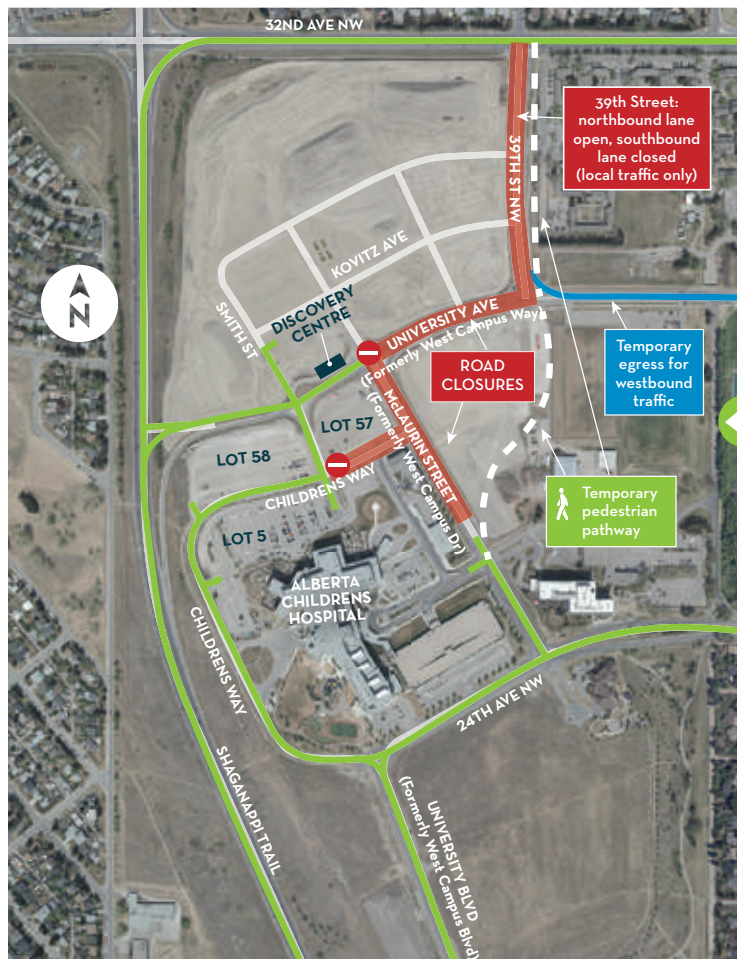 32ND AVE NW
39th Street:
northbound lane
open, southbound
lane closed
(local traffic only)
39TH ST NW
KOVITZ AVE
SMITH ST
DISCOVERY
CENTRE
UNIVERSITY AVE
(Formerly West Campus Way)
N
Temporary
egress for
westbound
traffic
ROAD
CLOSURES
McLAURIN STREET
(Formerly West Campus Dr)
LOT 57
LOT 58
CHILDRENS WAY
Temporary
pedestrian
pathway
LOT 5
ALBERTA
CHILDRENS
HOSPITAL
CHILDRENS WAY
24TH AVE NW
SHAGANAPPI TRAIL
UNIVERSITY BLVD
(Formerly West Campus Blvd)